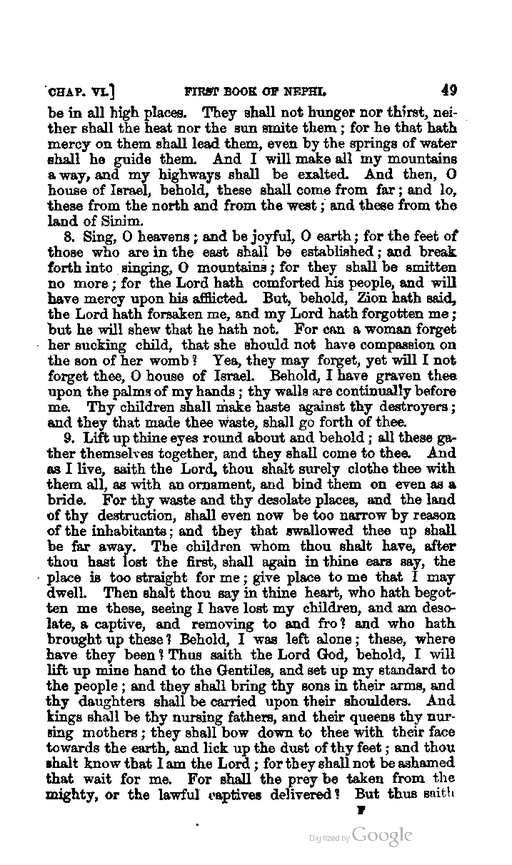 CHAP. VI.] FIRST BOOK OF NEPHI. 49
be in all high places. They shall not hunger nor thirst, nei-
ther shall the heat nor the sun smite them; for he that hath
mercy on them shall lead them, even by the springs of water
shall he guide them. And I will make all my mountains
a way, and my highways shall be exalted. And then, O
house of Israel, behold, these shall come from far; and lo,
these from the north and from the west; and these from the
land of Sinim.
8. Sing, O heavens; and be joyful, O earth; for the feet of
those who are in the east shall be established; and break
forth into singing, O mountains; for they shall be smitten
no more; for the Lord hath comforted his people, and will
have mercy upon his afflicted. But, behold, Zion hath said,
the Lord hath forsaken me, and my Lord hath forgotten me;
but he will shew that he hath not. For can a woman forget
her sucking child, that she should not have compassion on
the son of her womb? Yea, they may forget, yet will I not
forget thee, O house of Israel. Behold, I have graven thee
upon the palms of my hands; thy walls are continually before
me. Thy children shall make haste against thy destroyers;
and they that made thee waste, shall go forth of thee.
9. Lift up thine eyes round about and behold; all these ga-
ther themselves together, and they shall come to thee. And
as I live, saith the Lord, thou shalt surely clothe thee with
them all, as with an ornament, and bind them on even as a
bride. For thy waste and thy desolate places, and the land
of thy destruction, shall even now be too narrow by reason
of the inhabitants; and they that swallowed thee up shall
be far away. The children whom thou shalt have, after
thou hast lost the first, shall again in thine ears say, the
place is too straight for me; give place to me that I may
dwell. Then shalt thou say in thine heart, who hath begot-
ten me these, seeing I have lost my children, and am deso-
late, a captive, and removing to and fro? and who hath
brought up these? Behold, I was left alone; these, where
have they been? Thus saith the Lord God, behold, I will
lift up mine hand to the Gentiles, and set up my standard to
the people; and they shall bring thy sons in their arms, and
thy daughters shall be carried upon their shoulders. And
kings shall be thy nursing fathers, and their queens thy nur-
sing mothers; they shall bow down to thee with their face
towards the earth, and lick up the dust of thy feet; and thou
shalt know that I am the Lord; for they shall not be ashamed
that wait for me. For shall the prey be taken from the
mighty, or the lawful captives delivered? But thus saith
F
Digitized by Google